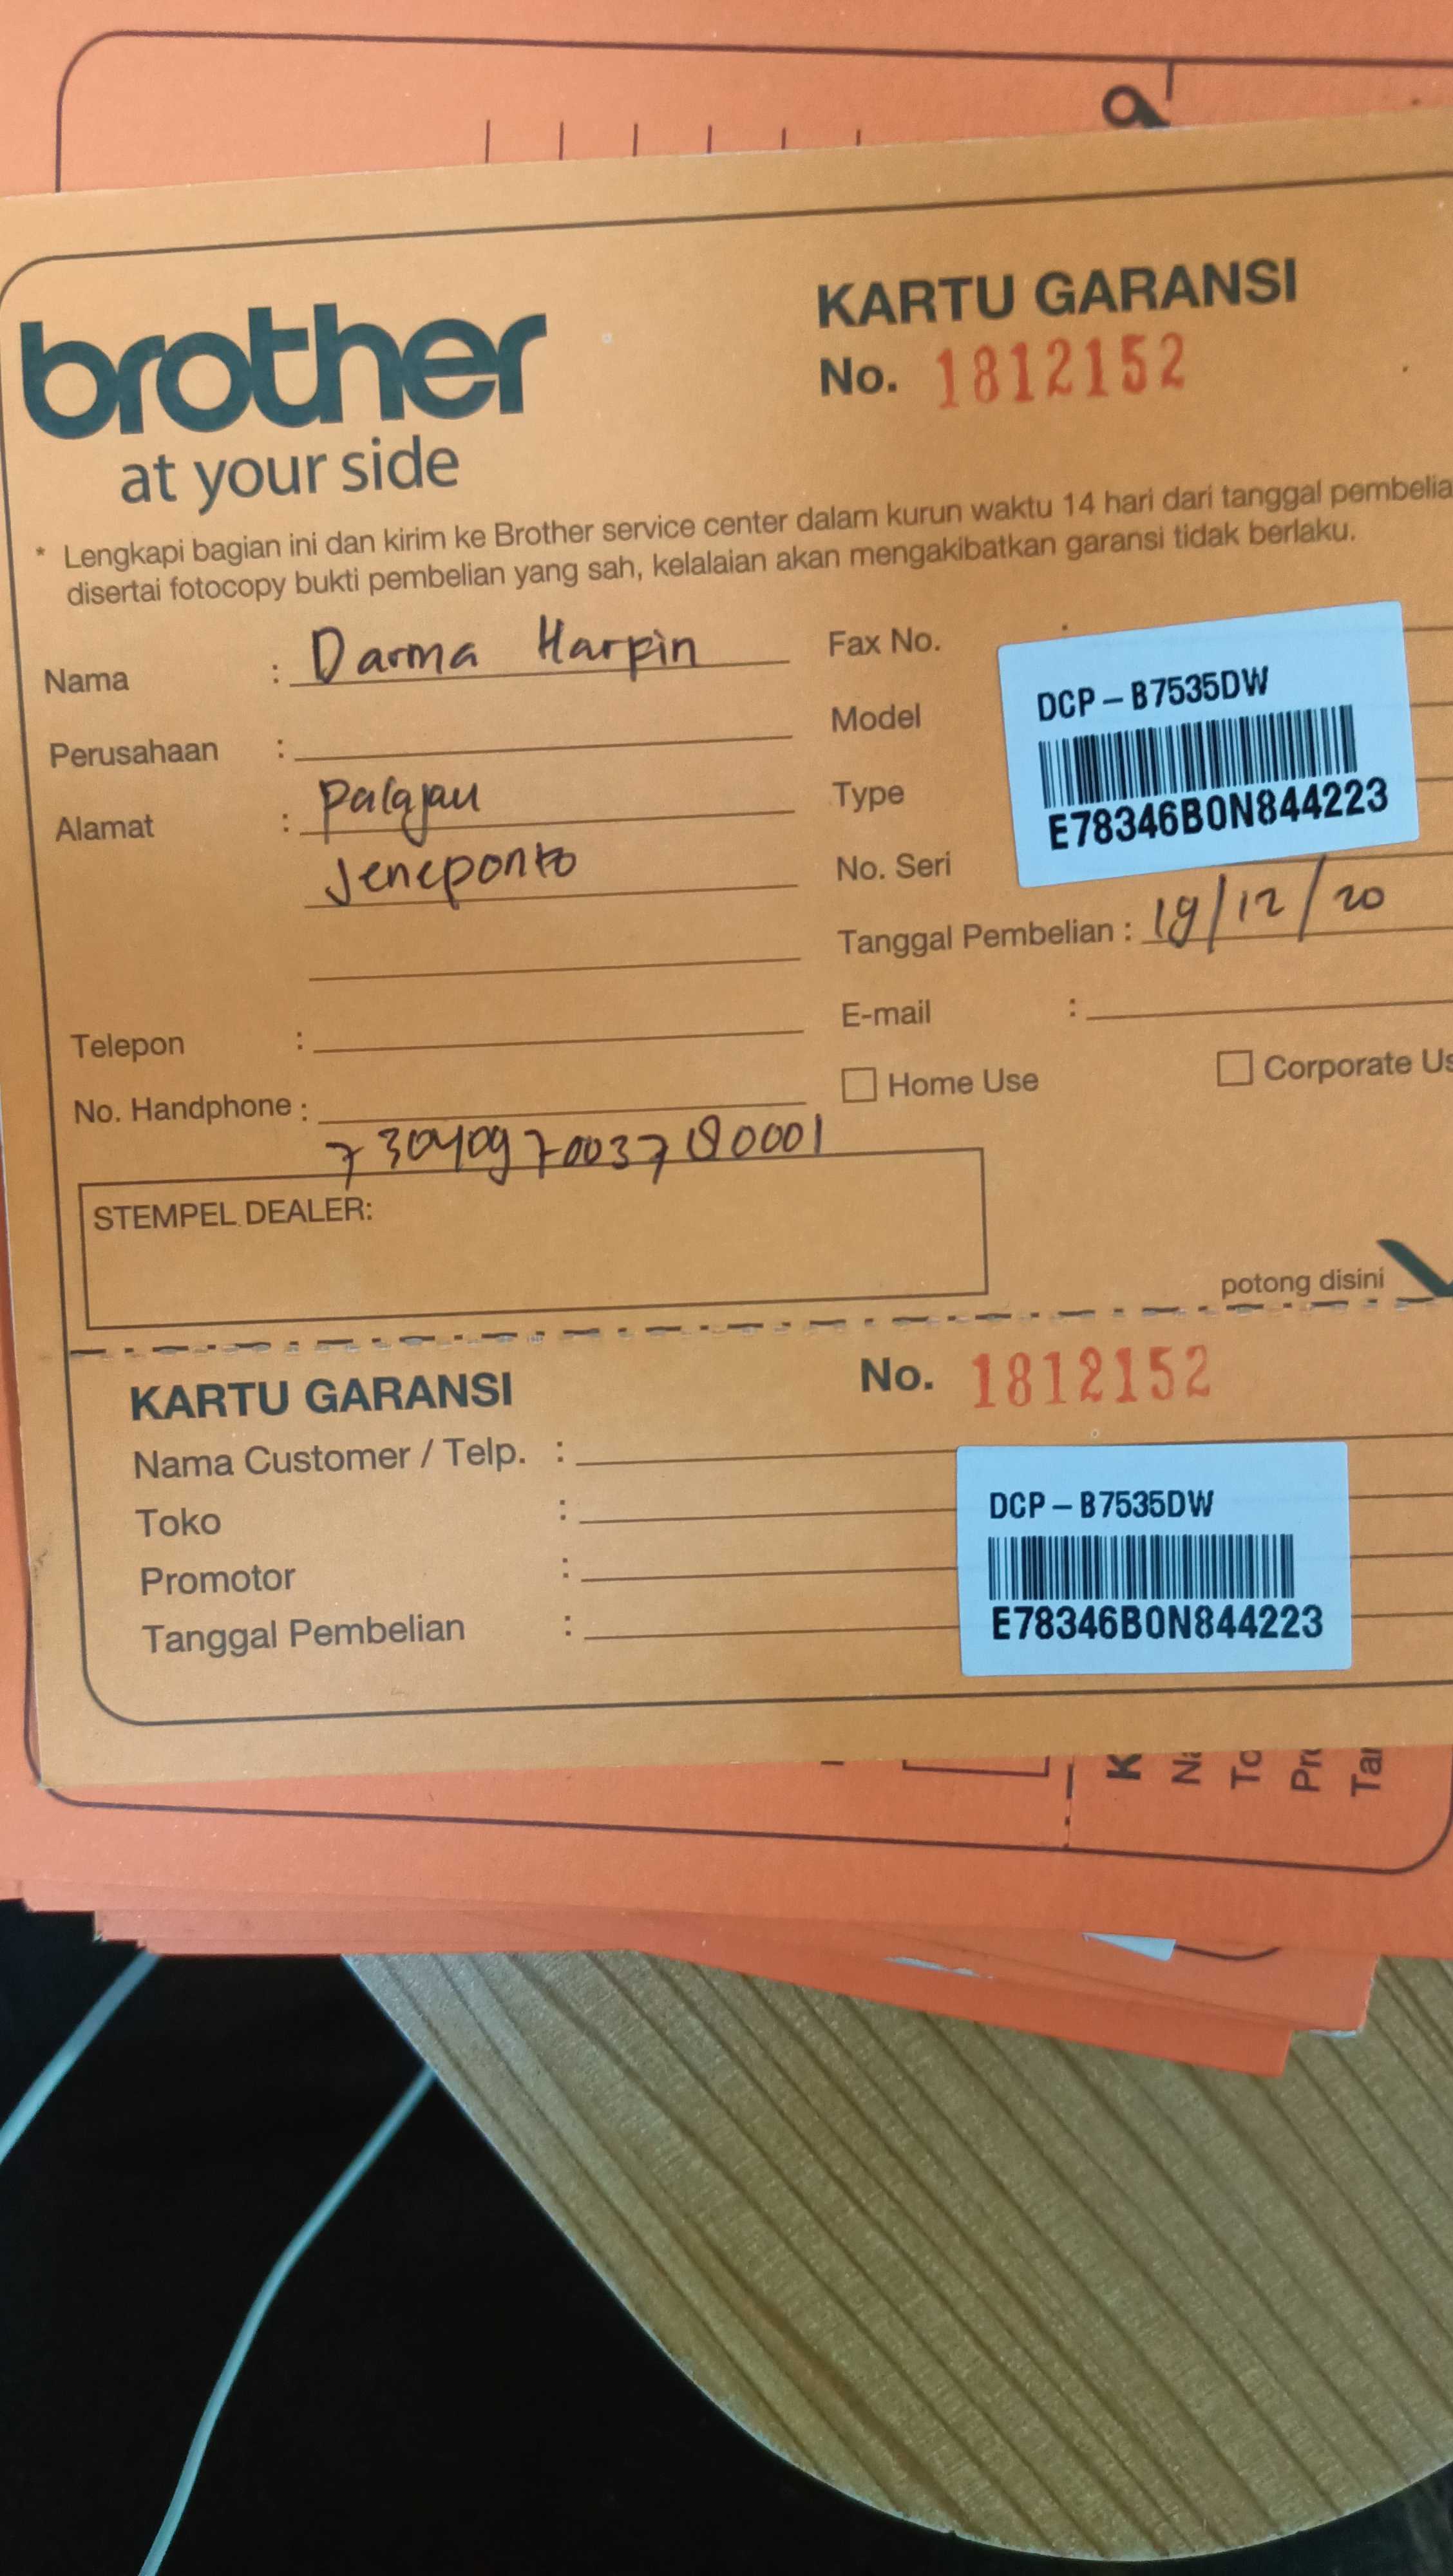 brother
at your side
KARTU GARANSI
No. 1812152
* Lengkapi bagian ini dan kirim ke Brother service center dalam kurun waktu 14 hari dari tanggal pembelia
disertai fotocopy bukti pembelian yang sah, kelalaian akan mengakibatkan garansi tidak berlaku.
Nama : Darma Harpin
Perusahaan :
Alamat : Palajau
Jeneponto
Telepon :
No. Handphone :
Fax No. :
Model
Type
No. Seri
DCP-B7535DW
E78346B0N844223
Tanggal Pembelian : 19/12/20
E-mail :
Home Use
Corporate Us
STEMPEL DEALER:
potong disini
KARTU GARANSI
No. 1812152
Nama Customer / Telp. :
Toko :
Promotor :
Tanggal Pembelian :
DCP-B7535DW
E78346B0N844223
K
Na
To
Pro
Tan